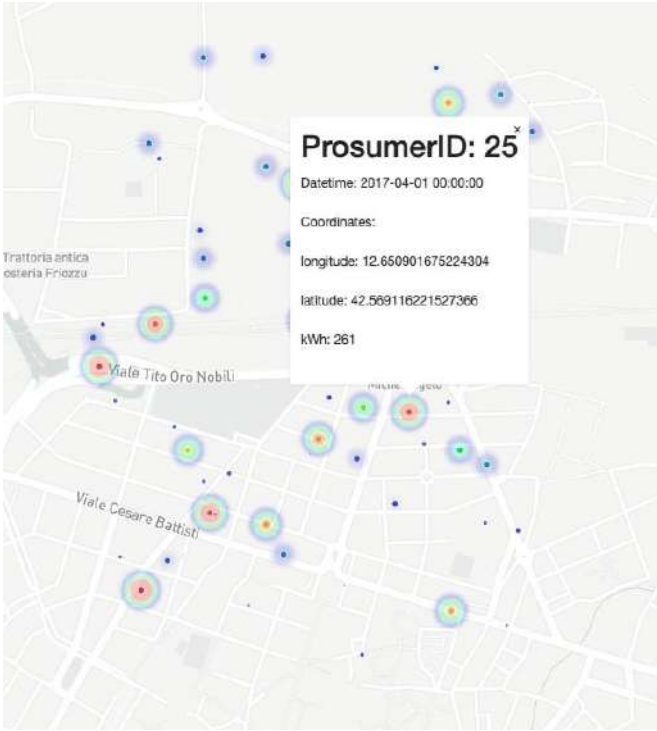 ×
ProsumerID: 25
Datetime: 2017-04-01 00:00:00
Coordinates:
longitude: 12.650901675224304
latitude: 42.569116221527366
kWh: 261
Trattoria antica
osteria Friozzu
Viale Tito Oro Nobili
Viale Cesare Battisti